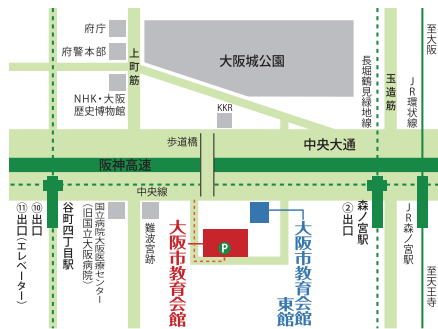 府庁
府警本部
NHK・大阪
歴史博物館
上町筋
大阪城公園
KKR
長堀鶴見緑地線
玉造筋
JR環状線
至大阪
歩道橋
中央大通
阪神高速
中央線
⑪出口(エレベーター)
⑩出口
谷町四丁目駅
国立病院大阪医療センター
(旧国立大阪病院)
難波宮跡
大阪市教育会館
P
大阪市教育会館
東館
②出口
森ノ宮駅
JR森ノ宮駅
至天王寺